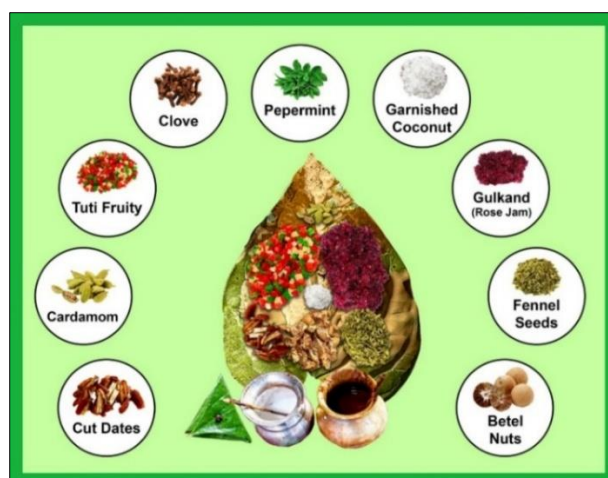 Clove
Pepermint
Garnished
Coconut
Tuti Fruity
Gulkand
(Rose Jam)
Cardamom
Fennel
Seeds
Cut Dates
Betel
Nuts